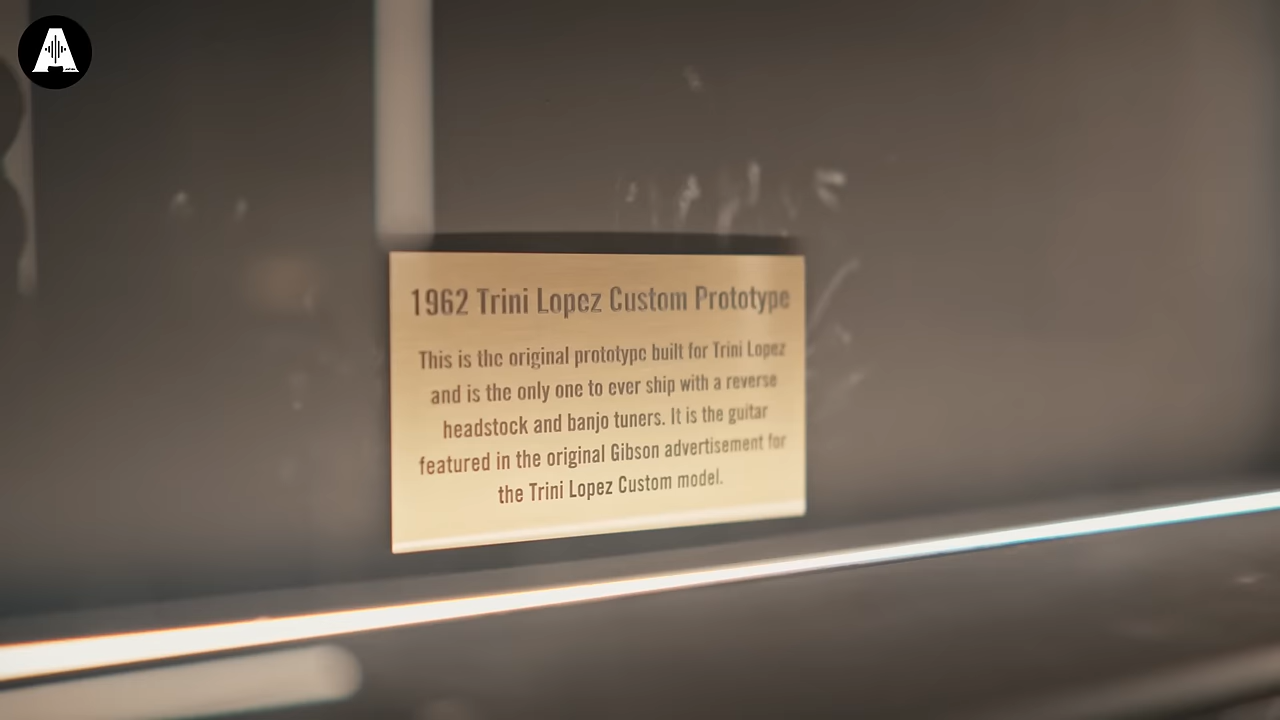 1962 Trini Lopez Custom Prototype
This is the original prototype built for Trini Lopez
and is the only one to ever ship with a reverse
headstock and banjo tuners. It is the guitar
featured in the original Gibson advertisement for
the Trini Lopez Custom model.